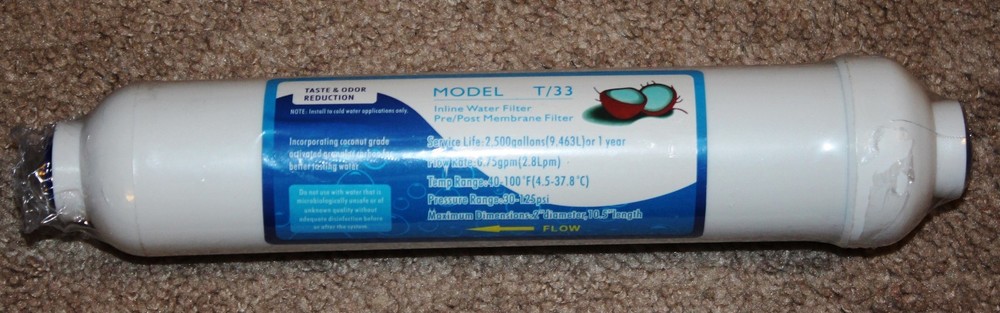 TASTE & ODOR
REDUCTION
NOTE: Install to cold water applications only.
Incorporating coconut grade
activated granular carbon for
better tasting water
Do not use with water that is
microbiologically unsafe or of
unknown quality without
adequate disinfection before
or after the system.
MODEL T/33
Inline Water Filter
Pre/Post Membrane Filter
Service Life: 2,500gallons(9,463L)or 1 year
Flow Rate:0.75gpm(2.8Lpm)
Temp Range:40-100°F(4.5-37.8°C)
Pressure Range:30-125psi
Maximum Dimensions:2"diameter,10.5"length
FLOW